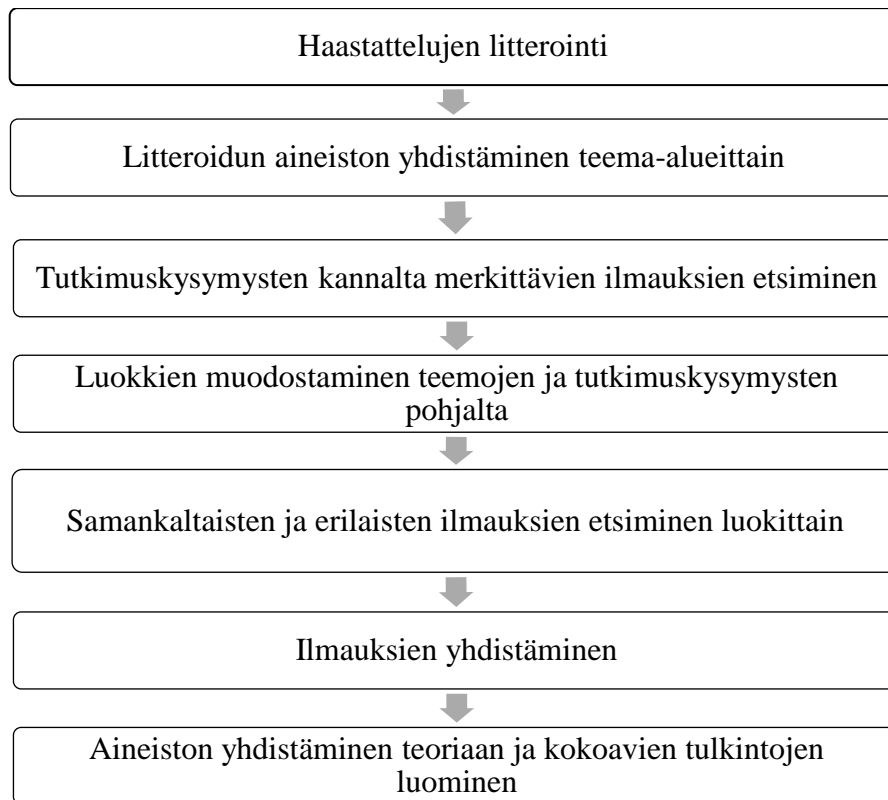 Haastattelujen litterointi
Litteroidun aineiston yhdistäminen teema-alueittain
Tutkimuskysymysten kannalta merkittävien ilmauksien etsiminen
Luokkien muodostaminen teemojen ja tutkimuskysymysten
pohjalta
Samankaltaisten ja erilaisten ilmauksien etsiminen luokittain
Ilmauksien yhdistäminen
Aineiston yhdistäminen teoriaan ja kokoavien tulkintojen
luominen